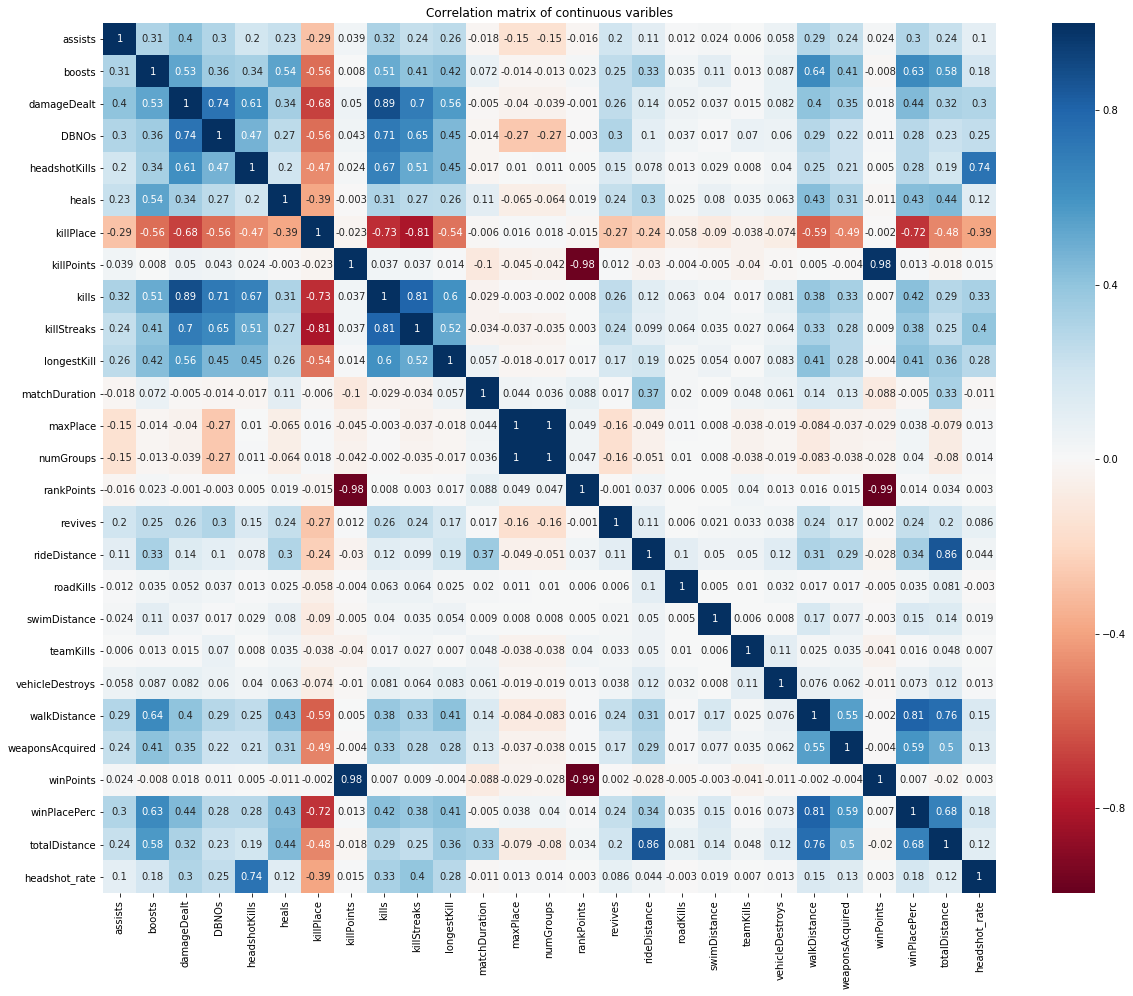 Correlation matrix of continuous varibles
assists 1 0.31 0.4 0.3 0.2 0.23 -0.29 0.039 0.32 0.24 0.26 -0.018 -0.15 -0.15 -0.016 0.2 0.11 0.012 0.024 0.006 0.058 0.29 0.24 0.024 0.3 0.24 0.1
boosts 0.31 1 0.53 0.36 0.34 0.54 -0.56 0.008 0.51 0.41 0.42 0.072 -0.014 -0.013 0.023 0.25 0.33 0.035 0.11 0.013 0.087 0.64 0.41 -0.008 0.63 0.58 0.18
damageDealt 0.4 0.53 1 0.74 0.61 0.34 -0.68 0.05 0.89 0.7 0.56 -0.005 -0.04 -0.039 -0.001 0.26 0.14 0.052 0.037 0.015 0.082 0.4 0.35 0.018 0.44 0.32 0.3
DBNOs 0.3 0.36 0.74 1 0.47 0.27 -0.56 0.043 0.71 0.65 0.45 -0.014 -0.27 -0.27 -0.003 0.3 0.1 0.037 0.017 0.07 0.06 0.29 0.22 0.011 0.28 0.23 0.25
headshotKills 0.2 0.34 0.61 0.47 1 0.2 -0.47 0.024 0.67 0.51 0.45 -0.017 0.01 0.011 0.005 0.15 0.078 0.013 0.029 0.008 0.04 0.25 0.21 0.005 0.28 0.19 0.74
heals 0.23 0.54 0.34 0.27 0.2 1 -0.39 -0.003 0.31 0.27 0.26 0.11 -0.065 -0.064 0.019 0.24 0.3 0.025 0.08 0.035 0.063 0.43 0.31 -0.011 0.43 0.44 0.12
killPlace -0.29 -0.56 -0.68 -0.56 -0.47 -0.39 1 -0.023 -0.73 -0.81 -0.54 -0.006 0.016 0.018 -0.015 -0.27 -0.24 -0.058 -0.09 -0.038 -0.074 -0.59 -0.49 -0.002 -0.72 -0.48 -0.39
killPoints 0.039 0.008 0.05 0.043 0.024 -0.003 -0.023 1 0.037 0.037 0.014 -0.1 -0.045 -0.042 -0.98 0.012 -0.03 -0.004 -0.005 -0.04 -0.01 0.005 -0.004 0.98 0.013 -0.018 0.015
kills 0.32 0.51 0.89 0.71 0.67 0.31 -0.73 0.037 1 0.81 0.6 -0.029 -0.003 -0.002 0.008 0.26 0.12 0.063 0.04 0.017 0.081 0.38 0.33 0.007 0.42 0.29 0.33
killStreaks 0.24 0.41 0.7 0.65 0.51 0.27 -0.81 0.037 0.81 1 0.52 -0.034 -0.037 -0.035 0.003 0.24 0.099 0.064 0.035 0.027 0.064 0.33 0.28 0.009 0.38 0.25 0.4
longestKill 0.26 0.42 0.56 0.45 0.45 0.26 -0.54 0.014 0.6 0.52 1 0.057 -0.018 -0.017 0.017 0.17 0.19 0.025 0.054 0.007 0.083 0.41 0.28 -0.004 0.41 0.36 0.28
matchDuration -0.018 0.072 -0.005 -0.014 -0.017 0.11 -0.006 -0.1 -0.029 -0.034 0.057 1 0.044 0.036 0.088 0.017 0.37 0.02 0.009 0.048 0.061 0.14 0.13 -0.088 -0.005 0.33 -0.011
maxPlace -0.15 -0.014 -0.04 -0.27 0.01 -0.065 0.016 -0.045 -0.003 -0.037 -0.018 0.044 1 1 0.049 -0.16 -0.049 0.011 0.008 -0.038 -0.019 -0.084 -0.037 -0.029 0.038 -0.079 0.013
numGroups -0.15 -0.013 -0.039 -0.27 0.011 -0.064 0.018 -0.042 -0.002 -0.035 -0.017 0.036 1 1 0.047 -0.16 -0.051 0.01 0.008 -0.038 -0.019 -0.083 -0.038 -0.028 0.04 -0.08 0.014
rankPoints -0.016 0.023 -0.001 -0.003 0.005 0.019 -0.015 -0.98 0.008 0.003 0.017 0.088 0.049 0.047 1 -0.001 0.037 0.006 0.005 0.04 0.013 0.016 0.015 -0.99 0.014 0.034 0.003
revives 0.2 0.25 0.26 0.3 0.15 0.24 -0.27 0.012 0.26 0.24 0.17 0.017 -0.16 -0.16 -0.001 1 0.11 0.006 0.021 0.033 0.038 0.24 0.17 0.002 0.24 0.2 0.086
rideDistance 0.11 0.33 0.14 0.1 0.078 0.3 -0.24 -0.03 0.12 0.099 0.19 0.37 -0.049 -0.051 0.037 0.11 1 0.1 0.05 0.05 0.12 0.31 0.29 -0.028 0.34 0.86 0.044
roadKills 0.012 0.035 0.052 0.037 0.013 0.025 -0.058 -0.004 0.063 0.064 0.025 0.02 0.011 0.01 0.006 0.006 0.1 1 0.005 0.01 0.032 0.017 0.017 -0.005 0.035 0.081 -0.003
swimDistance 0.024 0.11 0.037 0.017 0.029 0.08 -0.09 -0.005 0.04 0.035 0.054 0.009 0.008 0.008 0.005 0.021 0.05 0.005 1 0.006 0.008 0.17 0.077 -0.003 0.15 0.14 0.019
teamKills 0.006 0.013 0.015 0.07 0.008 0.035 -0.038 -0.04 0.017 0.027 0.007 0.048 -0.038 -0.038 0.04 0.033 0.05 0.01 0.006 1 0.11 0.025 0.035 -0.041 0.016 0.048 0.007
vehicleDestroys 0.058 0.087 0.082 0.06 0.04 0.063 -0.074 -0.01 0.081 0.064 0.083 0.061 -0.019 -0.019 0.013 0.038 0.12 0.032 0.008 0.11 1 0.076 0.062 -0.011 0.073 0.12 0.013
walkDistance 0.29 0.64 0.4 0.29 0.25 0.43 -0.59 0.005 0.38 0.33 0.41 0.14 -0.084 -0.083 0.016 0.24 0.31 0.017 0.17 0.025 0.076 1 0.55 -0.002 0.81 0.76 0.15
weaponsAcquired 0.24 0.41 0.35 0.22 0.21 0.31 -0.49 -0.004 0.33 0.28 0.28 0.13 -0.037 -0.038 0.015 0.17 0.29 0.017 0.077 0.035 0.062 0.55 1 -0.004 0.59 0.5 0.13
winPoints 0.024 -0.008 0.018 0.011 0.005 -0.011 -0.002 0.98 0.007 0.009 -0.004 -0.088 -0.029 -0.028 -0.99 0.002 -0.028 -0.005 -0.003 -0.041 -0.011 -0.002 -0.004 1 0.007 -0.02 0.003
winPlacePerc 0.3 0.63 0.44 0.28 0.28 0.43 -0.72 0.013 0.42 0.38 0.41 -0.005 0.038 0.04 0.014 0.24 0.34 0.035 0.15 0.016 0.073 0.81 0.59 0.007 1 0.68 0.18
totalDistance 0.24 0.58 0.32 0.23 0.19 0.44 -0.48 -0.018 0.29 0.25 0.36 0.33 -0.079 -0.08 0.034 0.2 0.86 0.081 0.14 0.048 0.12 0.76 0.5 -0.02 0.68 1 0.12
headshot_rate 0.1 0.18 0.3 0.25 0.74 0.12 -0.39 0.015 0.33 0.4 0.28 -0.011 0.013 0.014 0.003 0.086 0.044 -0.003 0.019 0.007 0.013 0.15 0.13 0.003 0.18 0.12 1
assists boosts damageDealt DBNOs headshotKills heals killPlace killPoints kills killStreaks longestKill matchDuration maxPlace numGroups rankPoints revives rideDistance roadKills swimDistance teamKills vehicleDestroys walkDistance weaponsAcquired winPoints winPlacePerc totalDistance headshot_rate
0.8
0.4
0.0
-0.4
-0.8